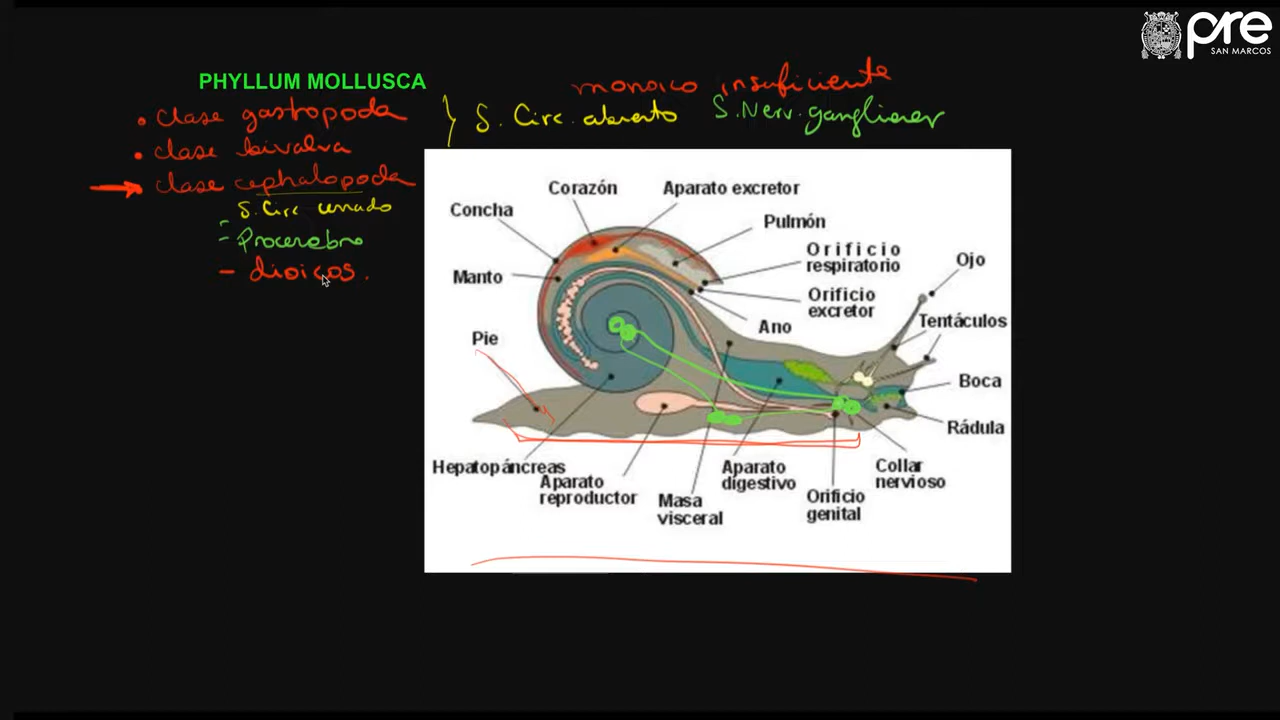 pre
SAN MARCOS
PHYLLUM MOLLUSCA
monoico insuficiente
• clase gastropoda
} S. Circ. abierto
S. Nerv. ganglionar
• clase bivalva
• clase cephalopoda
S. Circ cerrado
- Procerebro
- dioicos.
Corazón
Aparato excretor
Concha
Pulmón
Orificio
respiratorio
Ojo
Manto
Orificio
excretor
Ano
Tentáculos
Pie
Boca
Rádula
Hepatopáncreas
Aparato
reproductor
Masa
visceral
Aparato
digestivo
Orificio
genital
Collar
nervioso